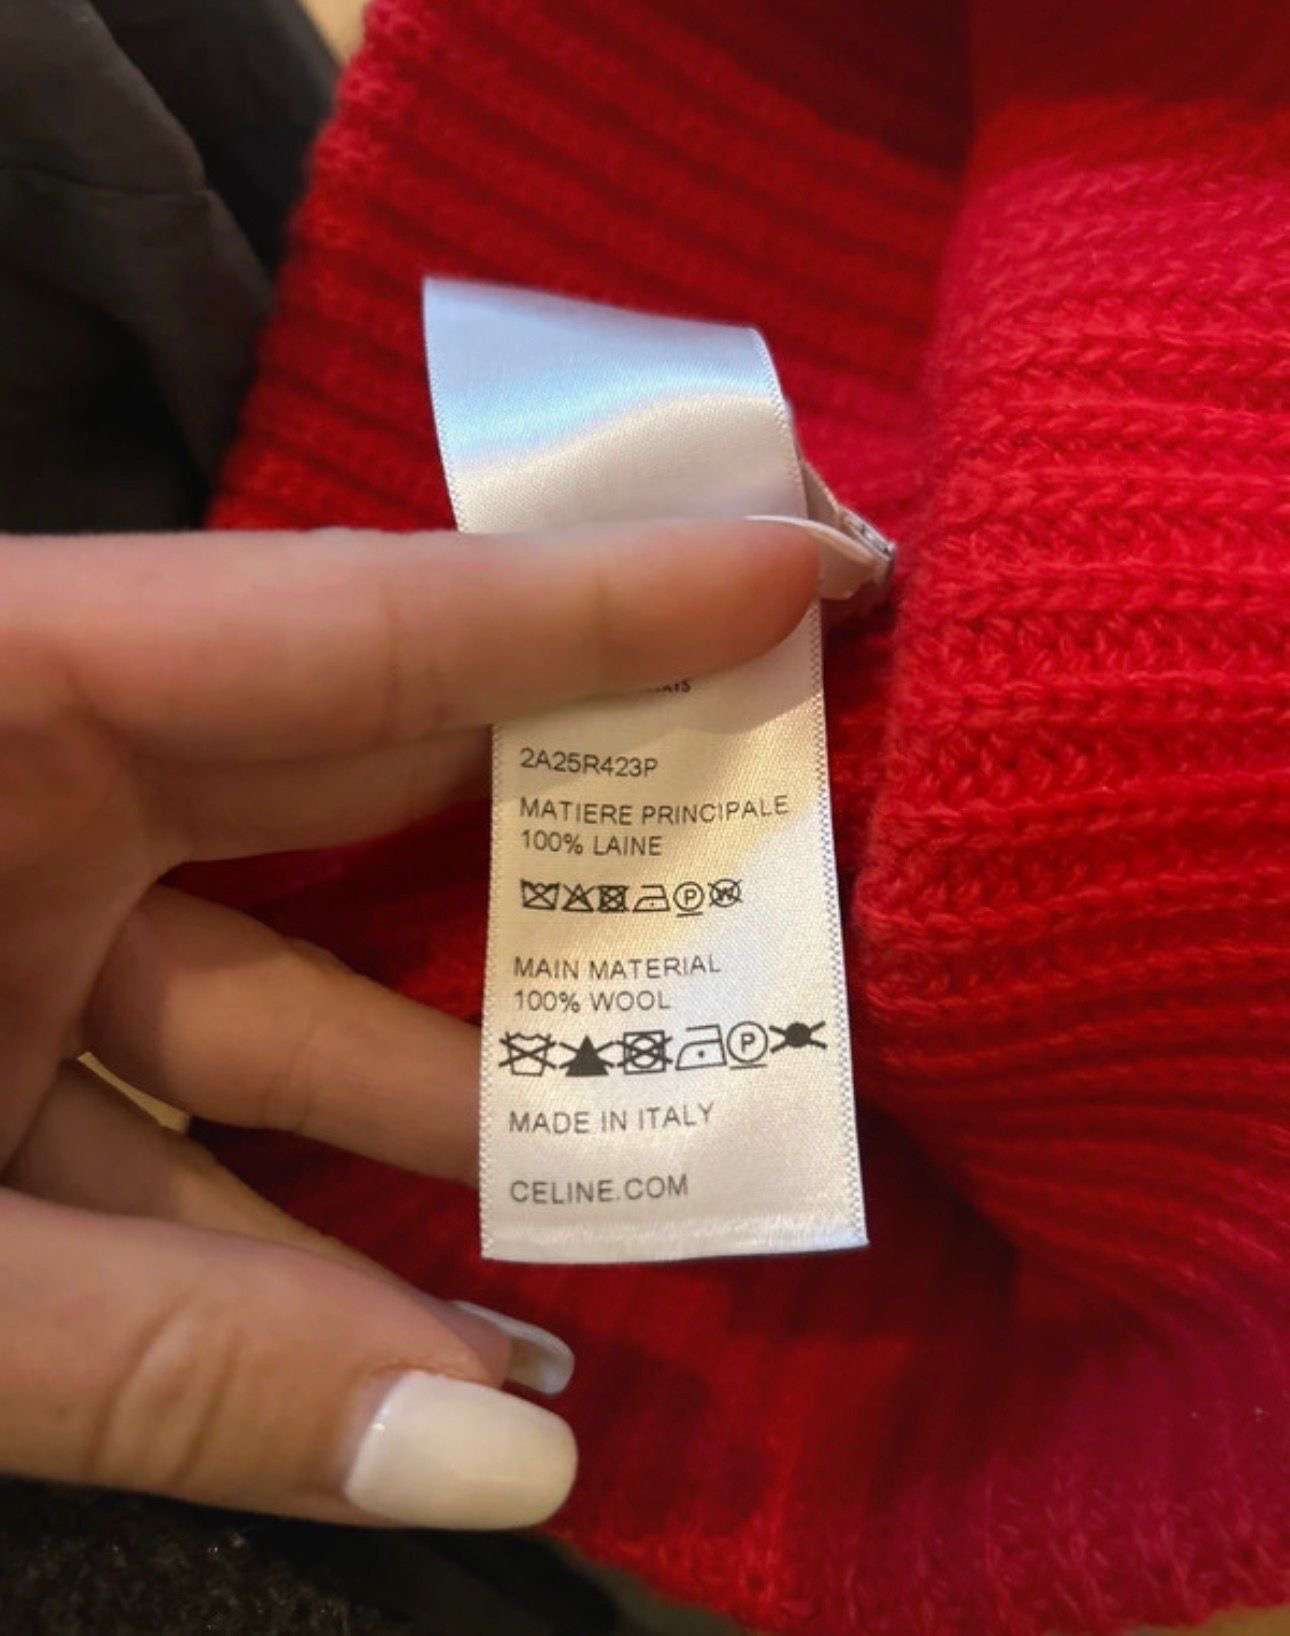 2A25R423P
MATIERE PRINCIPALE
100% LAINE
P W
MAIN MATERIAL
100% WOOL
P
MADE IN ITALY
CELINE.COM